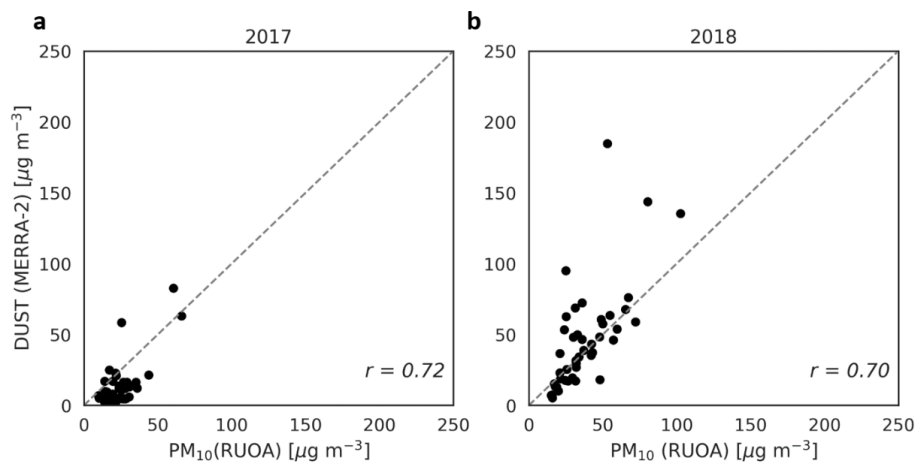 a
2017
250
200
150
100
50
0
0 50 100 150 200 250
DUST (MERRA-2) [μg m⁻³]
PM₁₀(RUOA) [μg m⁻³]
r = 0.72
b
2018
250
200
150
100
50
0
0 50 100 150 200 250
PM₁₀ (RUOA) [μg m⁻³]
r = 0.70